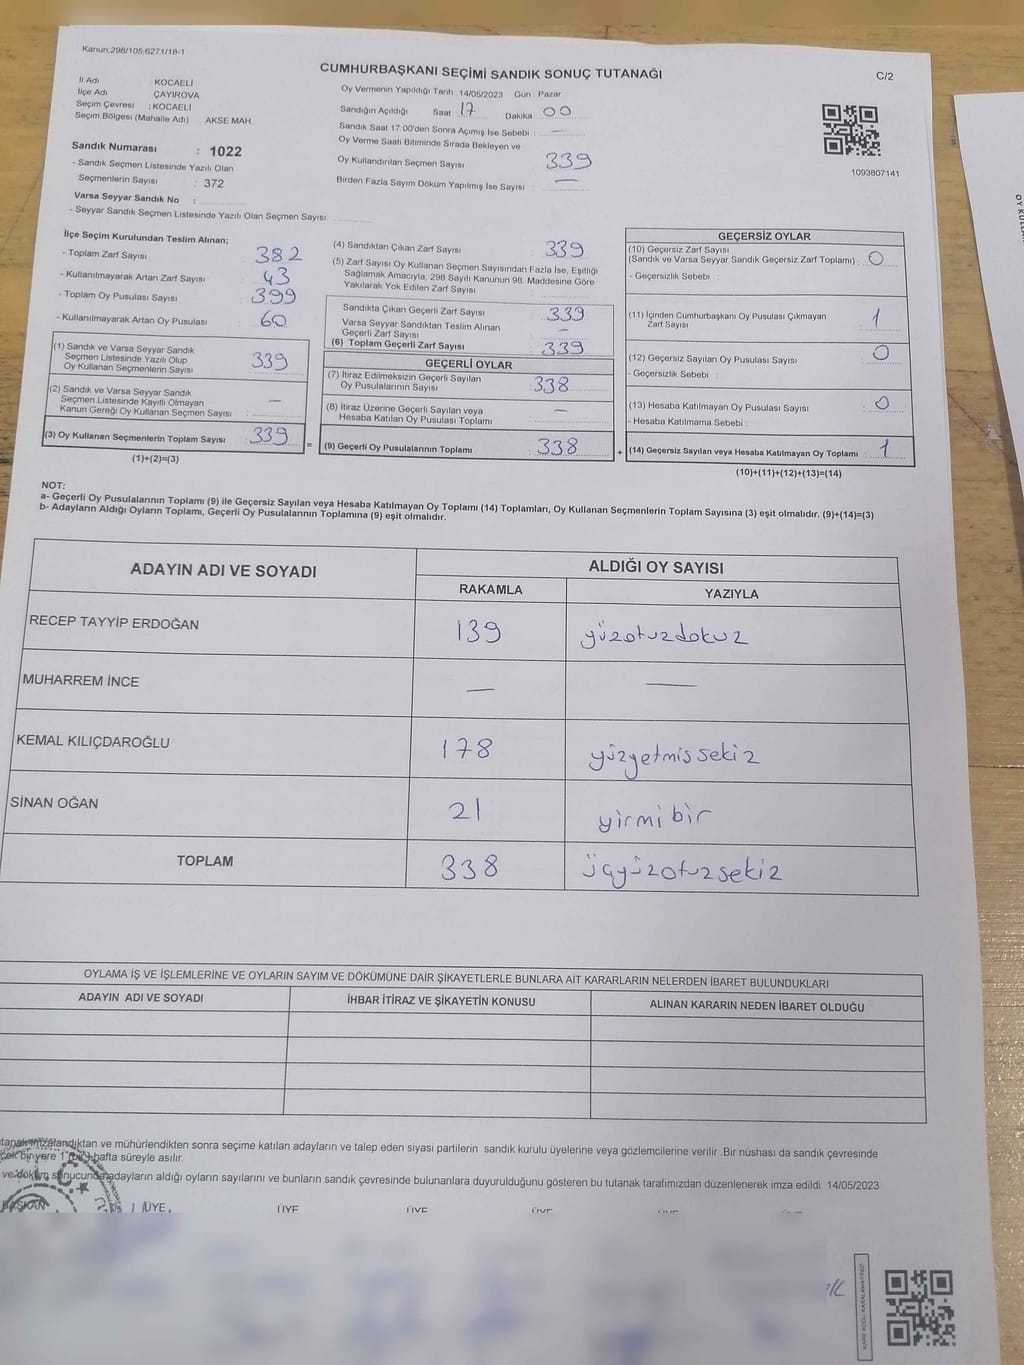 Kanun:298/105,6271/18-1
CUMHURBAŞKANI SEÇİMİ SANDIK SONUÇ TUTANAĞI
C/2
İl Adı : KOCAELİ
İlçe Adı : ÇAYIROVA
Seçim Çevresi : KOCAELİ
Seçim Bölgesi (Mahalle Adı) : AKSE MAH.
Sandık Numarası : 1022
- Sandık Seçmen Listesinde Yazılı Olan
Seçmenlerin Sayısı : 372
Varsa Seyyar Sandık No :
- Seyyar Sandık Seçmen Listesinde Yazılı Olan Seçmen Sayısı:
Oy Vermenin Yapıldığı Tarih : 14/05/2023 Gün : Pazar
Sandığın Açıldığı Saat : 17 Dakika : 00
Sandık Saat 17:00'den Sonra Açmış İse Sebebi : —
Oy Verme Saati Bitiminde Sırada Bekleyen ve
Oy Kullandırılan Seçmen Sayısı : 339
Birden Fazla Sayım Döküm Yapılmış İse Sayısı : —
1093807141
İlçe Seçim Kurulundan Teslim Alınan;
- Toplam Zarf Sayısı : 382
- Kullanılmayarak Artan Zarf Sayısı : 43
- Toplam Oy Pusulası Sayısı : 399
- Kullanılmayarak Artan Oy Pusulası : 60
(1) Sandık ve Varsa Seyyar Sandık
Seçmen Listesinde Yazılı Olup
Oy Kullanan Seçmenlerin Sayısı : 339
(2) Sandık ve Varsa Seyyar Sandık
Seçmen Listesinde Kayıtlı Olmayan
Kanun Gereği Oy Kullanan Seçmen Sayısı : —
(3) Oy Kullanan Seçmenlerin Toplam Sayısı : 339
(1)+(2)=(3)
=
(4) Sandıktan Çıkan Zarf Sayısı : 339
(5) Zarf Sayısı Oy Kullanan Seçmen Sayısından Fazla İse, Eşitliği
Sağlamak Amacıyla, 298 Sayılı Kanunun 98. Maddesine Göre
Yakılarak Yok Edilen Zarf Sayısı :
Sandıkta Çıkan Geçerli Zarf Sayısı : 339
Varsa Seyyar Sandıktan Teslim Alınan
Geçerli Zarf Sayısı : —
(6) Toplam Geçerli Zarf Sayısı : 339
GEÇERLİ OYLAR
(7) İtiraz Edilmeksizin Geçerli Sayılan
Oy Pusulalarının Sayısı : 338
(8) İtiraz Üzerine Geçerli Sayılan veya
Hesaba Katılan Oy Pusulası Toplamı : —
(9) Geçerli Oy Pusulalarının Toplamı : 338
+
GEÇERSİZ OYLAR
(10) Geçersiz Zarf Sayısı
(Sandık ve Varsa Seyyar Sandık Geçersiz Zarf Toplamı) : 0
- Geçersizlik Sebebi :
(11) İçinden Cumhurbaşkanı Oy Pusulası Çıkmayan
Zarf Sayısı : 1
(12) Geçersiz Sayılan Oy Pusulası Sayısı : 0
- Geçersizlik Sebebi :
(13) Hesaba Katılmayan Oy Pusulası Sayısı : 0
- Hesaba Katılmama Sebebi :
(14) Geçersiz Sayılan veya Hesaba Katılmayan Oy Toplamı : 1
(10)+(11)+(12)+(13)=(14)
NOT:
a- Geçerli Oy Pusulalarının Toplamı (9) ile Geçersiz Sayılan veya Hesaba Katılmayan Oy Toplamı (14) Toplamları, Oy Kullanan Seçmenlerin Toplam Sayısına (3) eşit olmalıdır. (9)+(14)=(3)
b- Adayların Aldığı Oyların Toplamı, Geçerli Oy Pusulalarının Toplamına (9) eşit olmalıdır.
ADAYIN ADI VE SOYADI
ALDIĞI OY SAYISI
RAKAMLA YAZIYLA
RECEP TAYYİP ERDOĞAN 139 yüzotuzdokuz
MUHARREM İNCE — —
KEMAL KILIÇDAROĞLU 178 yüzyetmişsekiz
SİNAN OĞAN 21 yirmibir
TOPLAM 338 üçyüzotuzsekiz
OYLAMA İŞ VE İŞLEMLERİNE VE OYLARIN SAYIM VE DÖKÜMÜNE DAİR ŞİKAYETLERLE BUNLARA AİT KARARLARIN NELERDEN İBARET BULUNDUKLARI
ADAYIN ADI VE SOYADI İHBAR İTİRAZ VE ŞİKAYETİN KONUSU ALINAN KARARIN NEDEN İBARET OLDUĞU
tanak imzalandıktan ve mühürlendikten sonra seçime katılan adayların ve talep eden siyasi partilerin sandık kurulu üyelerine veya gözlemcilerine verilir .Bir nüshası da sandık çevresinde
bir yere 1 hafta süreyle asılır.
ve döküm sonucunda adayların aldığı oyların sayılarını ve bunların sandık çevresinde bulunanlara duyurulduğunu gösteren bu tutanak tarafımızdan düzenlenerek imza edildi. 14/05/2023
BAŞKAN ÜYE ÜYE ÜYE